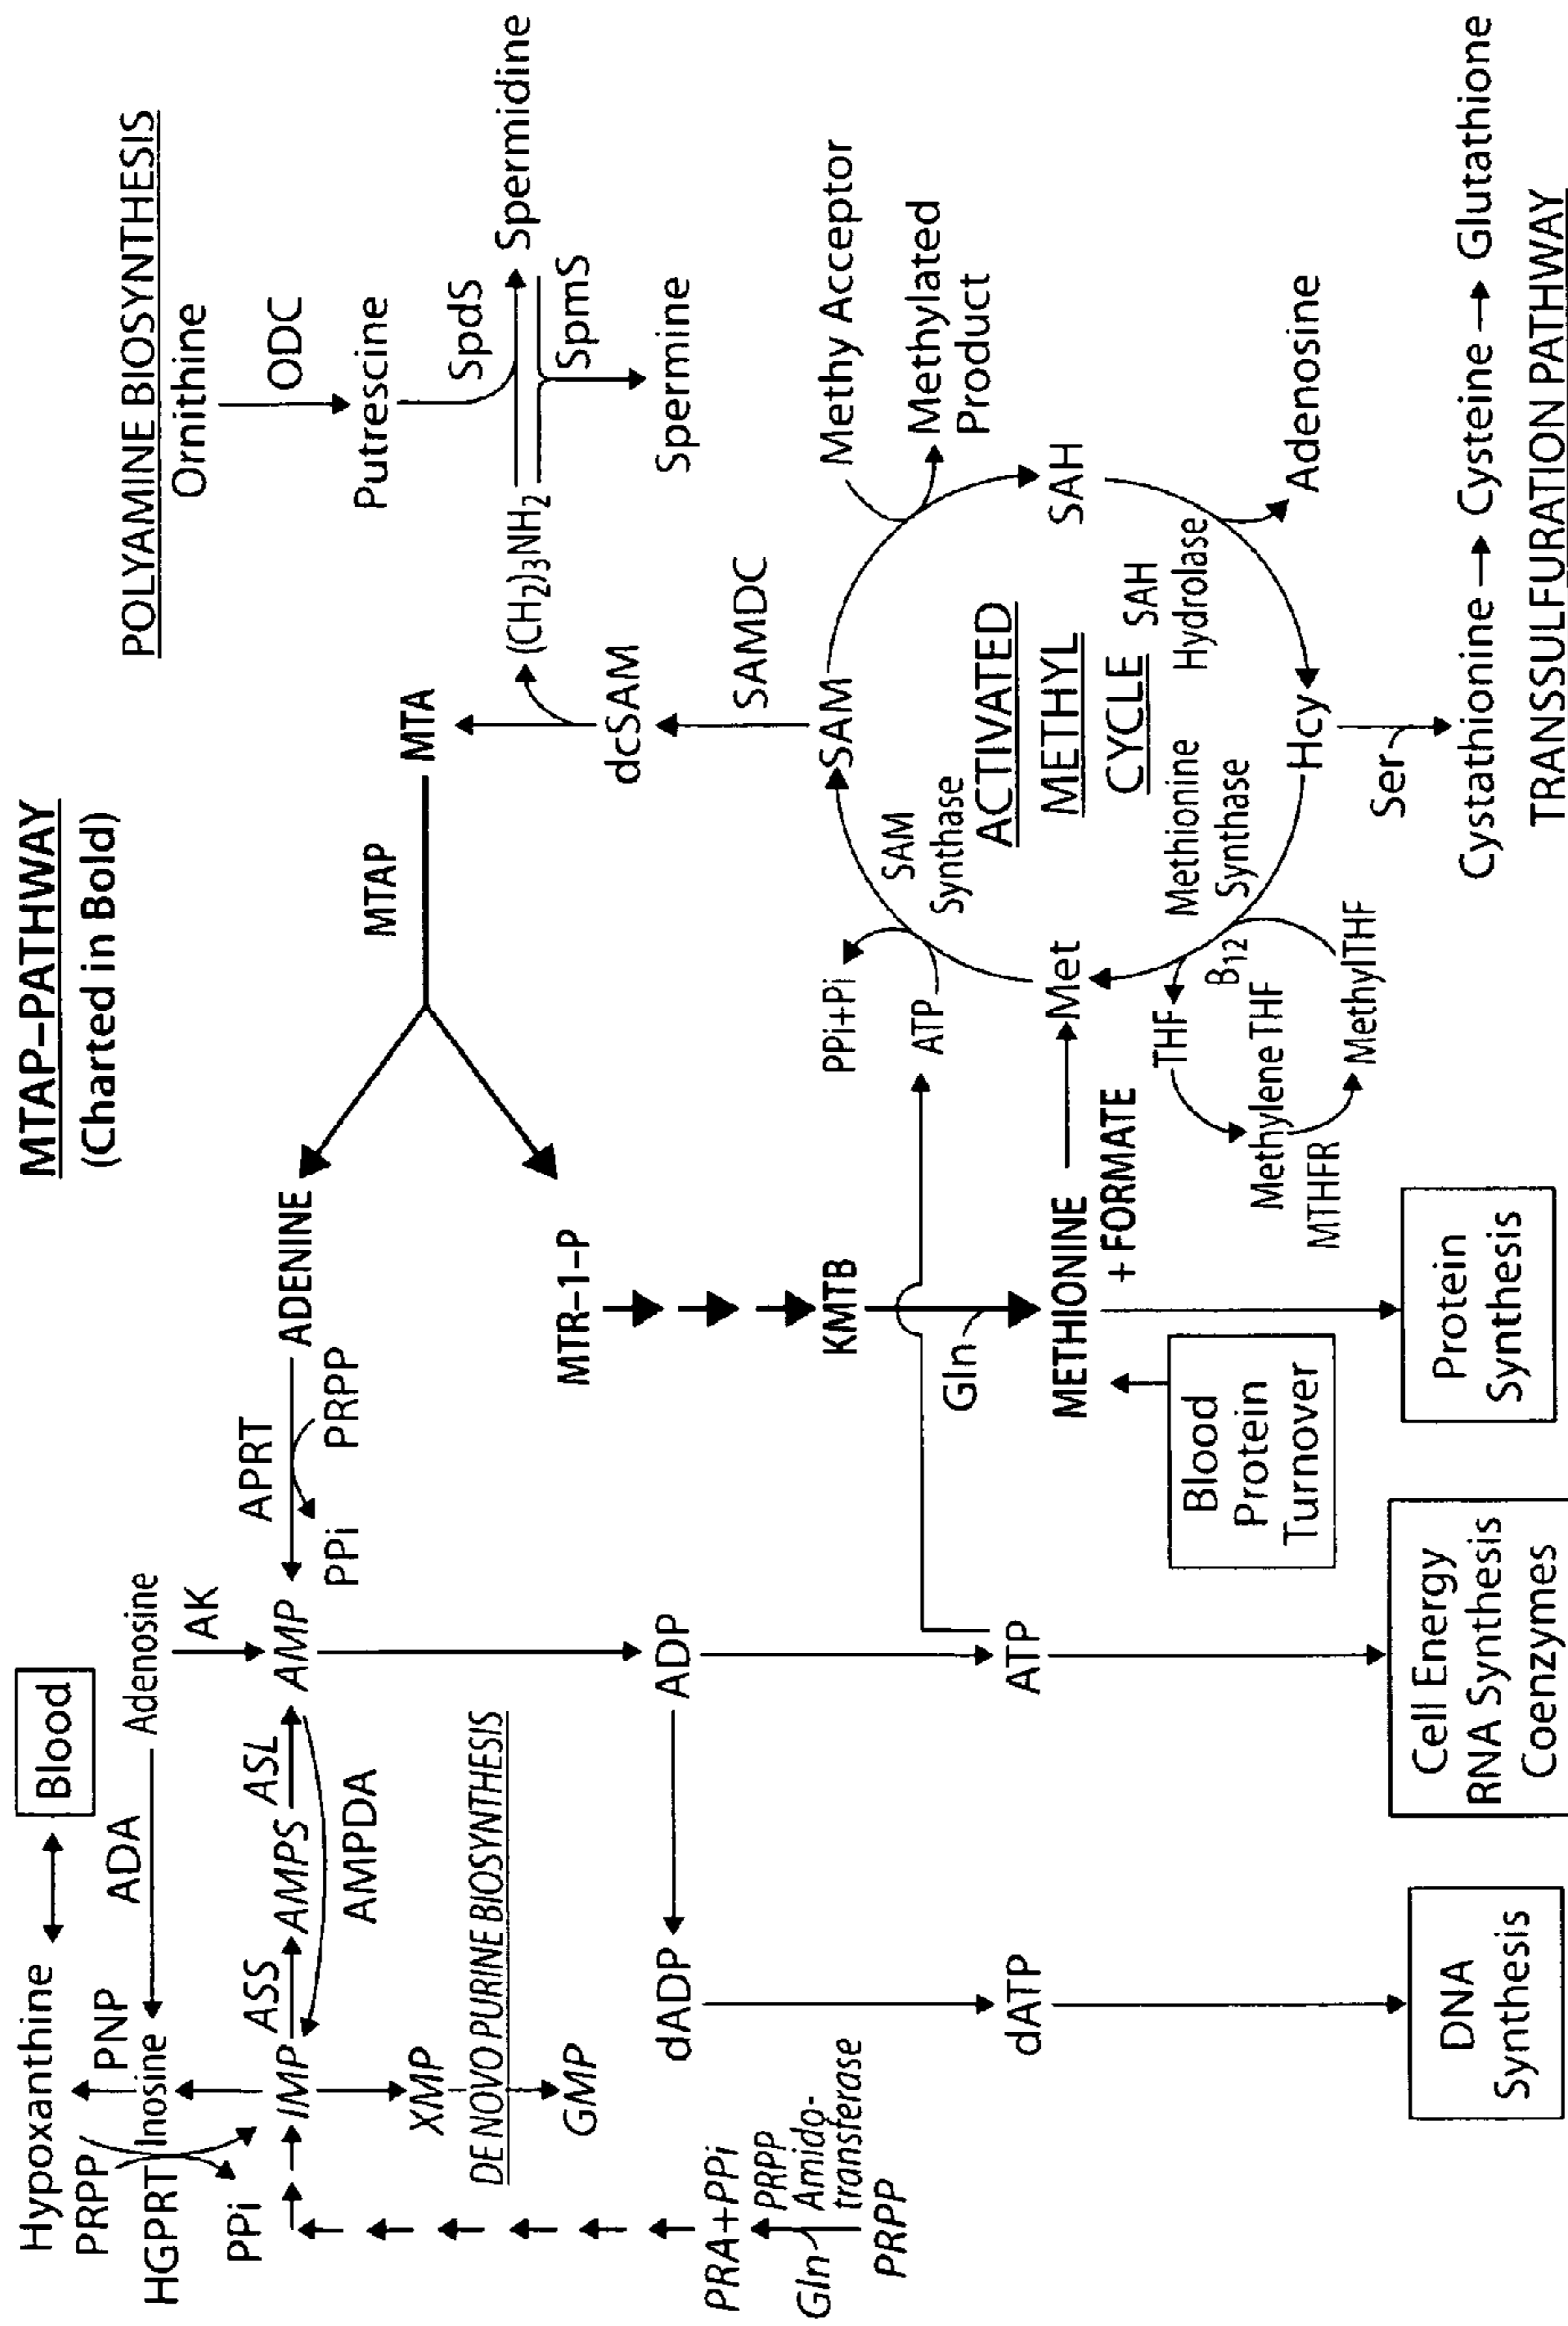 MTAP–PATHWAY
(Charted in Bold)
POLYAMINE BIOSYNTHESIS
Hypoxanthine
Blood
PRPP
PNP
ADA
Adenosine
HGPRT
Inosine
AK
PPi
IMP
ASS
AMPS
ASL
AMP
AMPDA
APRT
PRPP
PPi
ADENINE
MTAP
MTA
Ornithine
ODC
Putrescine
SpdS
(CH2)3NH2
Spermidine
SpmS
Spermine
XMP
DE NOVO PURINE BIOSYNTHESIS
GMP
MTR–1–P
dcSAM
SAMDC
dADP
ADP
PRA+PPi
PRPP
Amido-
transferase
Gln
PRPP
KMTB
PPi+Pi
ATP
SAM
Synthase
SAM
Methy Acceptor
Methylated
Product
Gln
dATP
ATP
METHIONINE
+ FORMATE
Met
ACTIVATED
METHYL
CYCLE
SAH
SAH
Hydrolase
Methionine
Synthase
B12
THF
Methylene THF
MTHFR
MethylTHF
Hcy
Adenosine
Blood
Protein
Turnover
Ser
DNA
Synthesis
Cell Energy
RNA Synthesis
Coenzymes
Protein
Synthesis
Cystathionine → Cysteine → Glutathione
TRANSSULFURATION PATHWAY